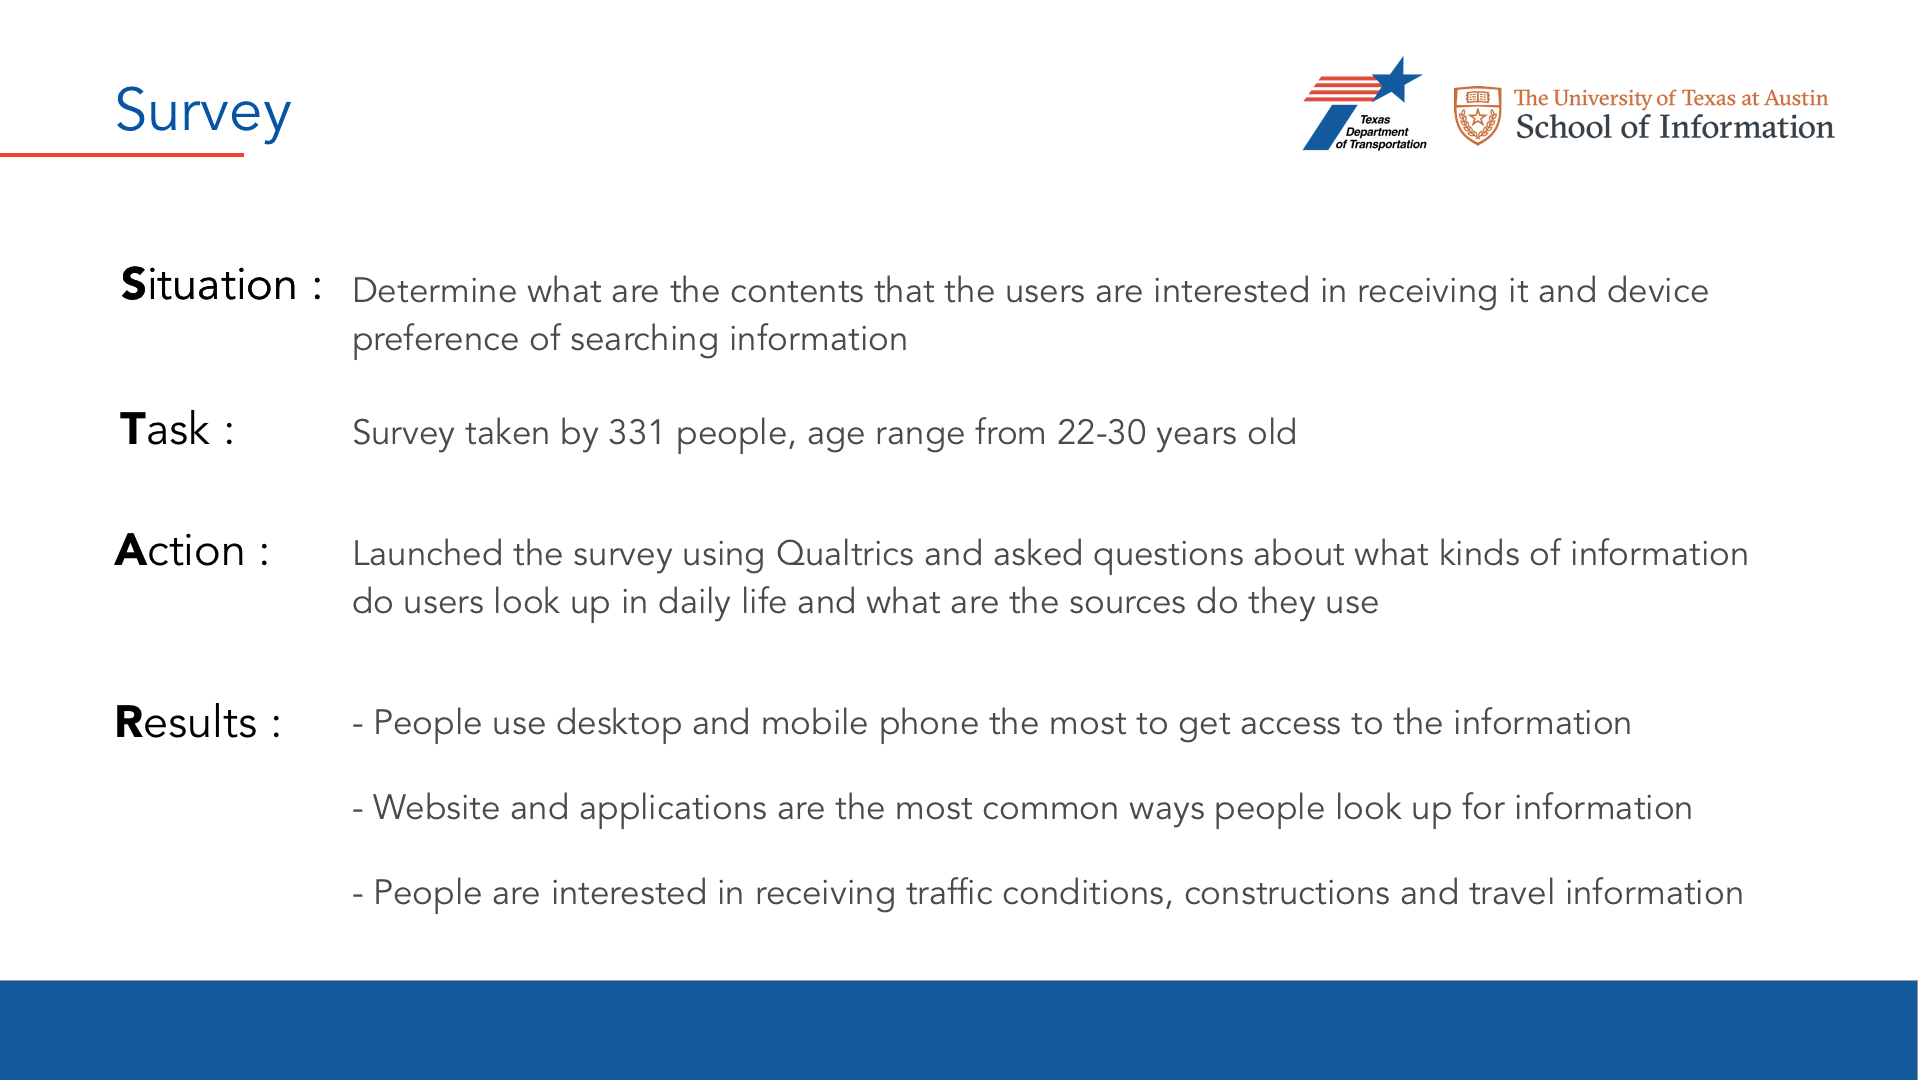 Survey
Texas
Department
of Transportation
The University of Texas at Austin
School of Information
Situation : Determine what are the contents that the users are interested in receiving it and device
preference of searching information
Task : Survey taken by 331 people, age range from 22-30 years old
Action : Launched the survey using Qualtrics and asked questions about what kinds of information
do users look up in daily life and what are the sources do they use
Results : - People use desktop and mobile phone the most to get access to the information
- Website and applications are the most common ways people look up for information
- People are interested in receiving traffic conditions, constructions and travel information